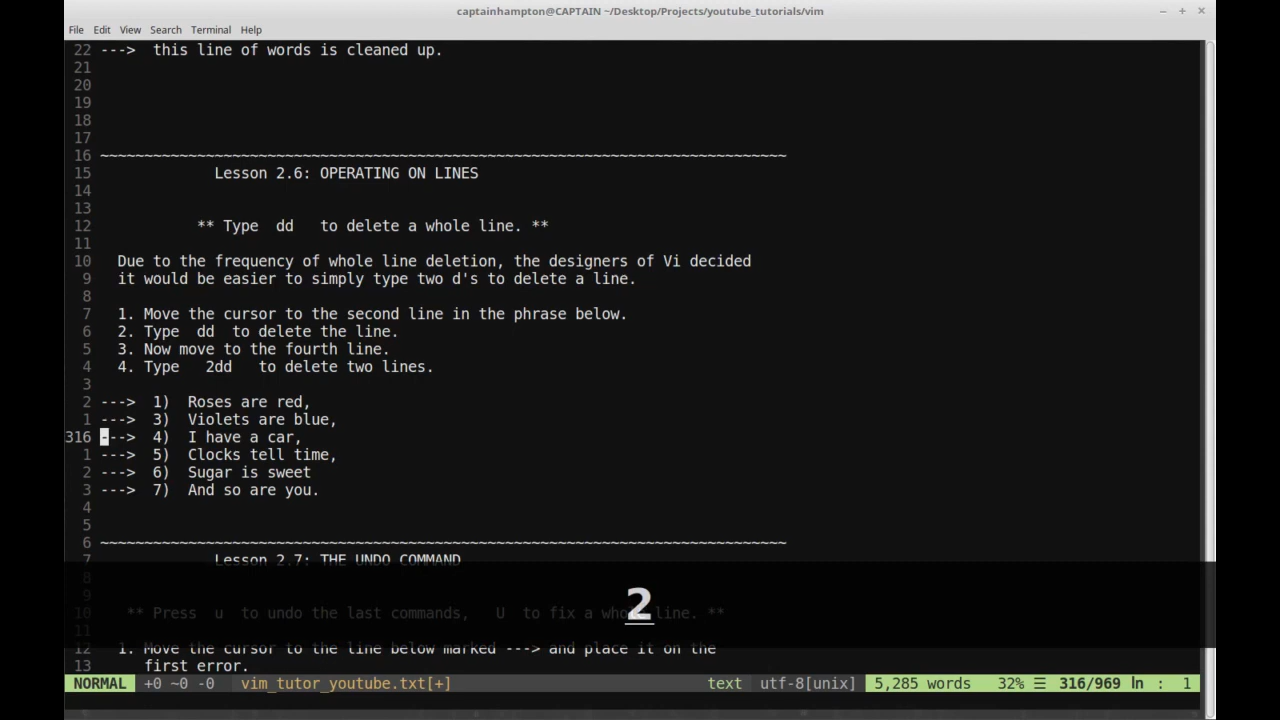 captainhampton@CAPTAIN ~/Desktop/Projects/youtube_tutorials/vim
File Edit View Search Terminal Help
22 ---> this line of words is cleaned up.
21
20
19
18
17
16 ~~~~~~~~~~~~~~~~~~~~~~~~~~~~~~~~~~~~~~~~~~~~~~~~~~~~~~~~~~~~~~~~~~~~~~~~~~~~~~
15 Lesson 2.6: OPERATING ON LINES
14
13
12 ** Type dd to delete a whole line. **
11
10 Due to the frequency of whole line deletion, the designers of Vi decided
9 it would be easier to simply type two d's to delete a line.
8
7 1. Move the cursor to the second line in the phrase below.
6 2. Type dd to delete the line.
5 3. Now move to the fourth line.
4 4. Type 2dd to delete two lines.
3
2 ---> 1) Roses are red,
1 ---> 3) Violets are blue,
316 ---> 4) I have a car,
1 ---> 5) Clocks tell time,
2 ---> 6) Sugar is sweet
3 ---> 7) And so are you.
4
5
6 ~~~~~~~~~~~~~~~~~~~~~~~~~~~~~~~~~~~~~~~~~~~~~~~~~~~~~~~~~~~~~~~~~~~~~~~~~~~~~~
7 Lesson 2.7: THE UNDO COMMAND
8
9
10 ** Press u to undo the last commands, U to fix a whole line. **
2
11
12 1. Move the cursor to the line below marked ---> and place it on the
13 first error.
NORMAL +0 ~0 -0 vim_tutor_youtube.txt[+] text utf-8[unix] 5,285 words 32% ☰ 316/969 ln : 1